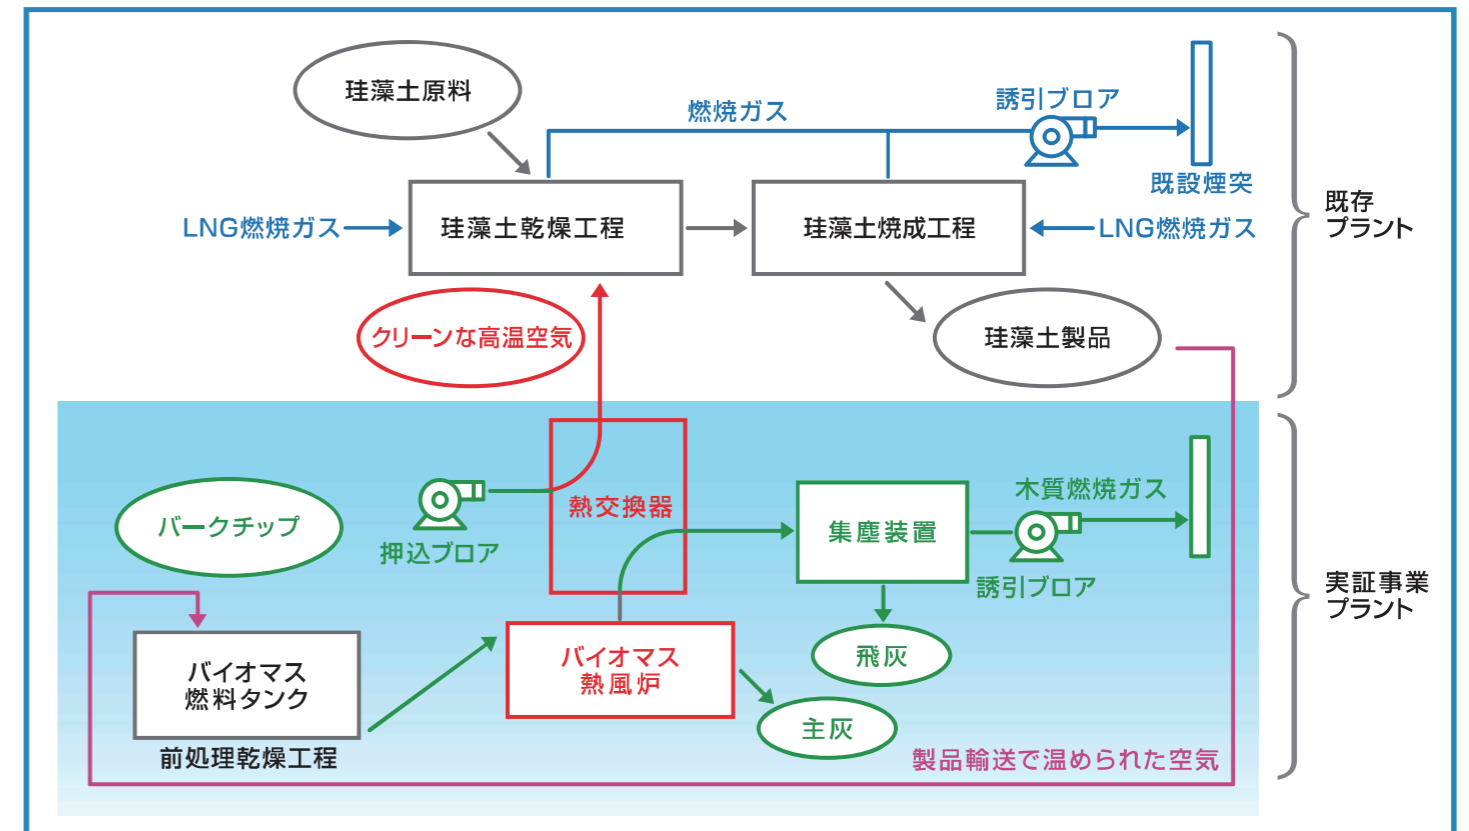 珪藻土原料
燃焼ガス
誘引ブロア
既設煙突
LNG燃焼ガス
珪藻土乾燥工程
珪藻土焼成工程
LNG燃焼ガス
既存
プラント
クリーンな高温空気
珪藻土製品
バークチップ
押込ブロア
熱交換器
集塵装置
木質燃焼ガス
誘引ブロア
実証事業
プラント
バイオマス
燃料タンク
前処理乾燥工程
バイオマス
熱風炉
飛灰
主灰
製品輸送で温められた空気